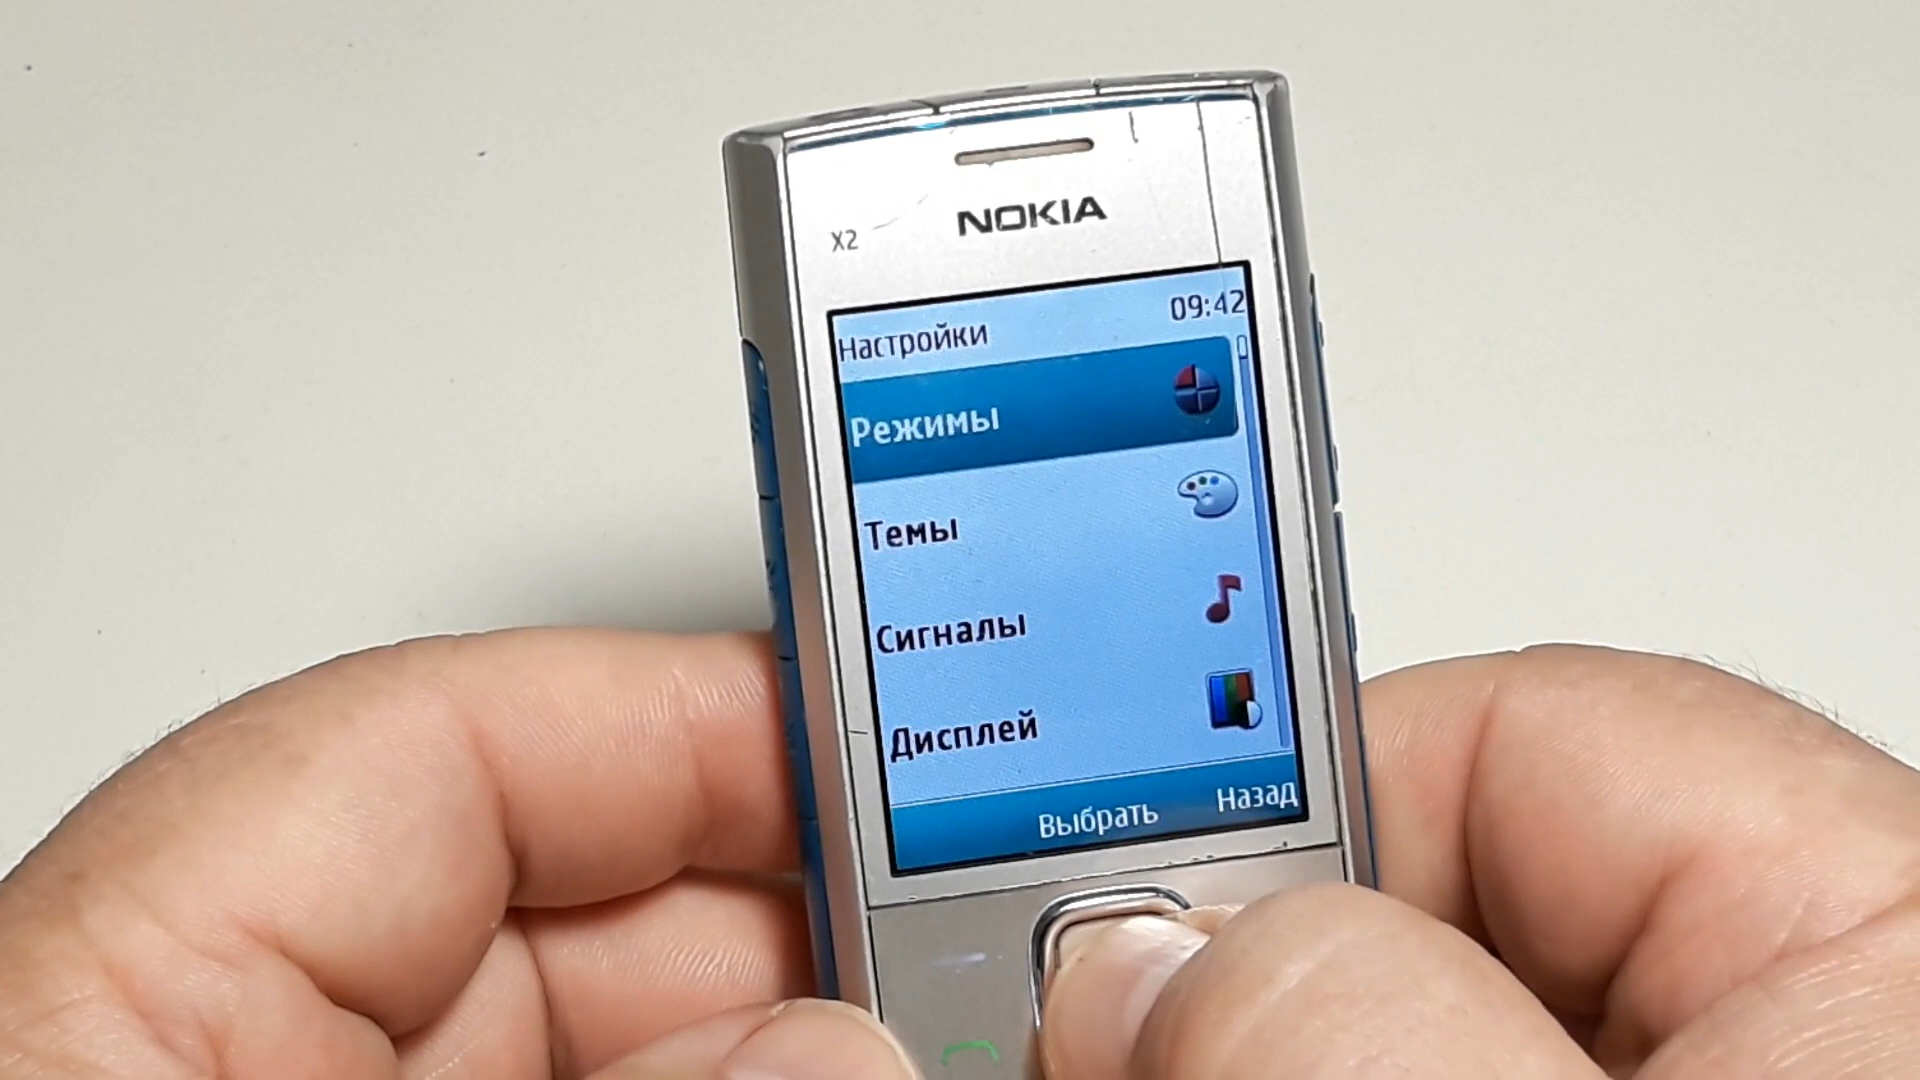 NOKIA
X2
09:42
Настройки
Режимы
Темы
Сигналы
Дисплей
Выбрать Назад